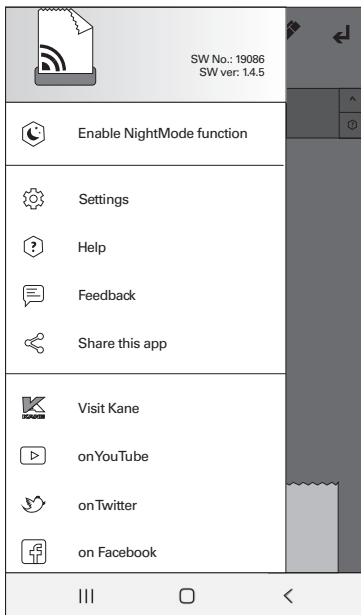 SW No.: 19086
SW ver: 1.4.5
Enable NightMode function
Settings
Help
Feedback
Share this app
KANE
Visit Kane
onYouTube
onTwitter
on Facebook